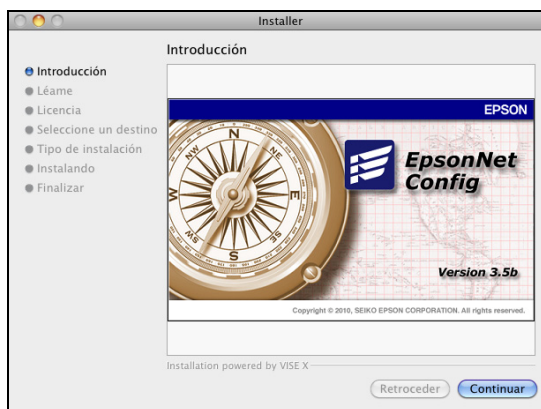 Installer
Introducción
Introducción
Léame
Licencia
Seleccione un destino
Tipo de instalación
Instalando
Finalizar
EPSON
N
NE
E
SE
S
W
NW
EpsonNet
Config
Version 3.5b
Copyright © 2010, SEIKO EPSON CORPORATION. All rights reserved.
Installation powered by VISE X
Retroceder
Continuar